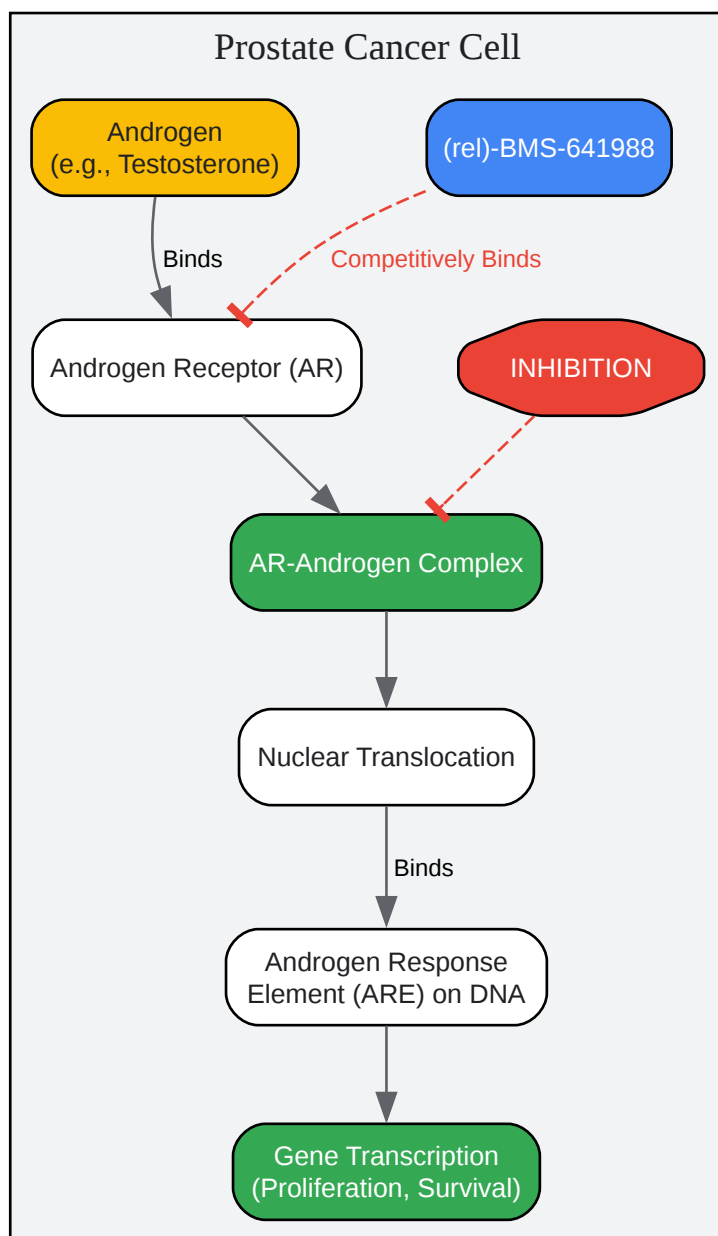 Prostate Cancer Cell
Androgen
(e.g., Testosterone)
(rel)-BMS-641988
Binds
Competitively Binds
Androgen Receptor (AR)
INHIBITION
AR-Androgen Complex
Nuclear Translocation
Binds
Androgen Response
Element (ARE) on DNA
Gene Transcription
(Proliferation, Survival)